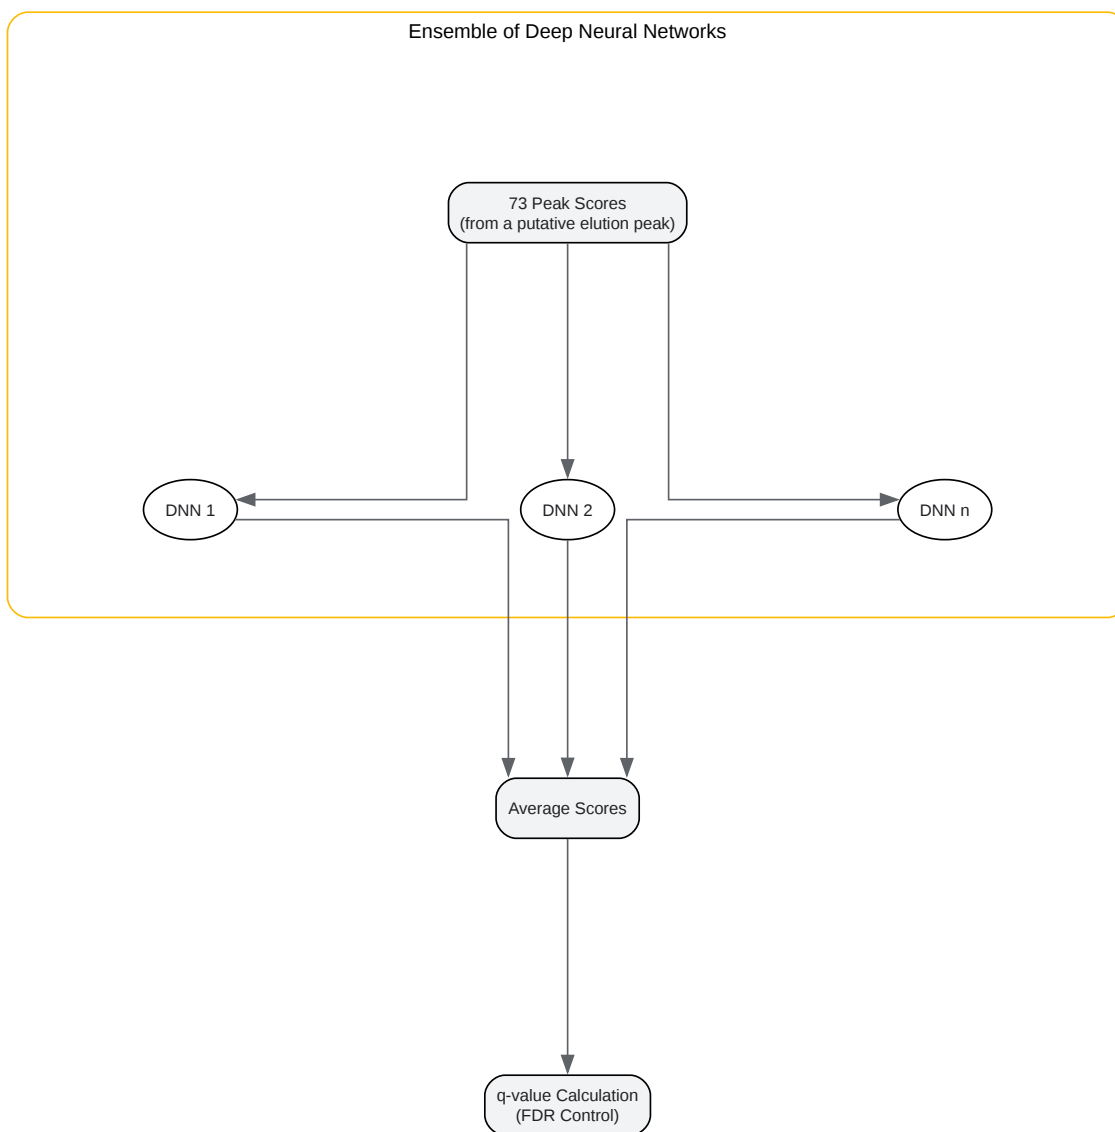 Ensemble of Deep Neural Networks
73 Peak Scores
(from a putative elution peak)
DNN 1
DNN 2
DNN n
Average Scores
q-value Calculation
(FDR Control)